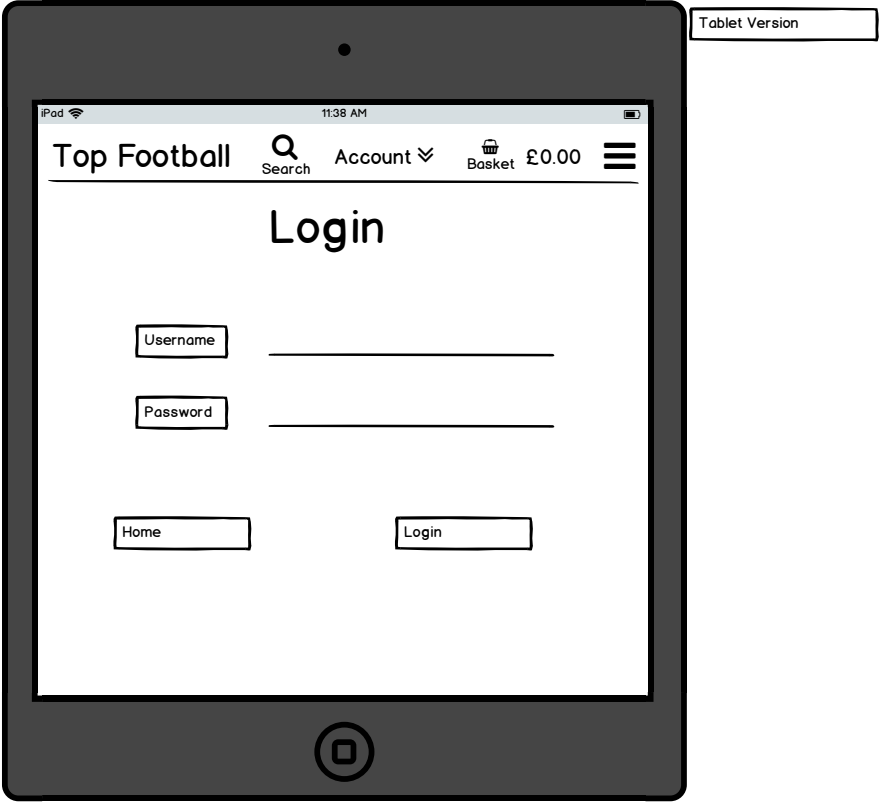 Tablet Version
iPad 11:38 AM
Top Football Search Account Basket £0.00
Login
Username
Password
Home Login